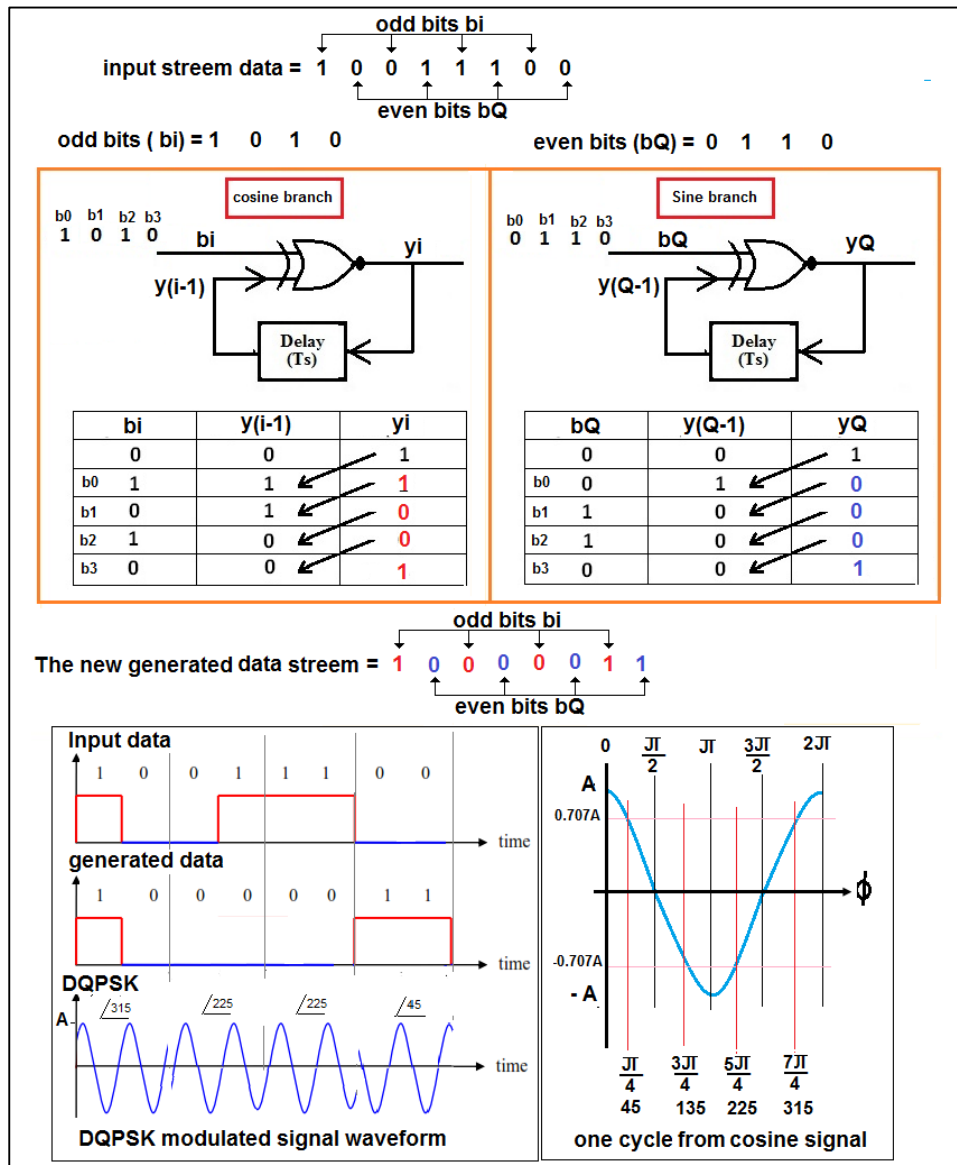 odd bits bi
input streem data = 1 0 0 1 1 1 0 0
even bits bQ
odd bits ( bi) = 1 0 1 0
even bits (bQ) = 0 1 1 0
cosine branch
b0 b1 b2 b3
1 0 1 0
bi
yi
y(i-1)
Delay
(Ts)
bi y(i-1) yi
0 0 1
b0 1 1 1
b1 0 1 0
b2 1 0 0
b3 0 0 1
Sine branch
b0 b1 b2 b3
0 1 1 0
bQ
yQ
y(Q-1)
Delay
(Ts)
bQ y(Q-1) yQ
0 0 1
b0 0 1 0
b1 1 0 0
b2 1 0 0
b3 0 0 1
odd bits bi
The new generated data streem = 1 0 0 0 0 0 1 1
even bits bQ
Input data
1 0 0 1 1 1 0 0
time
generated data
1 0 0 0 0 0 1 1
time
DQPSK
315 225 225 45
A
time
DQPSK modulated signal waveform
0 π/2 π 3π/2 2π
A
0.707A
ϕ
-0.707A
- A
π/4 3π/4 5π/4 7π/4
45 135 225 315
one cycle from cosine signal